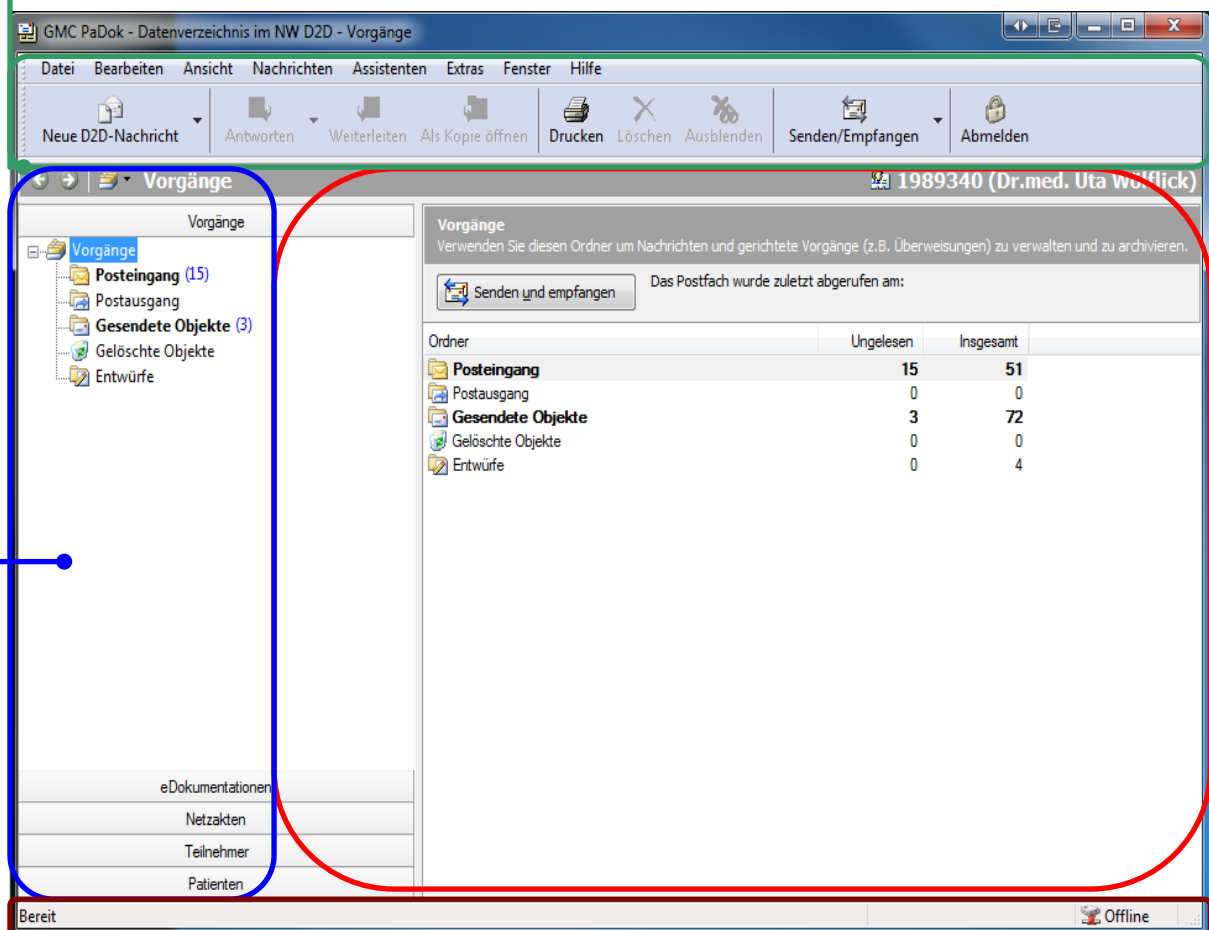 GMC PaDok - Datenverzeichnis im NW D2D - Vorgänge
Datei Bearbeiten Ansicht Nachrichten Assistenten Extras Fenster Hilfe
Neue D2D-Nachricht Antworten Weiterleiten Als Kopie öffnen Drucken Löschen Ausblenden Senden/Empfangen Abmelden
Vorgänge 1989340 (Dr.med. Uta Wölflick)
Vorgänge
Vorgänge
Posteingang (15)
Postausgang
Gesendete Objekte (3)
Gelöschte Objekte
Entwürfe
eDokumentationen
Netzakten
Teilnehmer
Patienten
Vorgänge
Verwenden Sie diesen Ordner um Nachrichten und gerichtete Vorgänge (z.B. Überweisungen) zu verwalten und zu archivieren.
Senden und empfangen Das Postfach wurde zuletzt abgerufen am:
Ordner Ungelesen Insgesamt
Posteingang 15 51
Postausgang 0 0
Gesendete Objekte 3 72
Gelöschte Objekte 0 0
Entwürfe 0 4
Bereit Offline